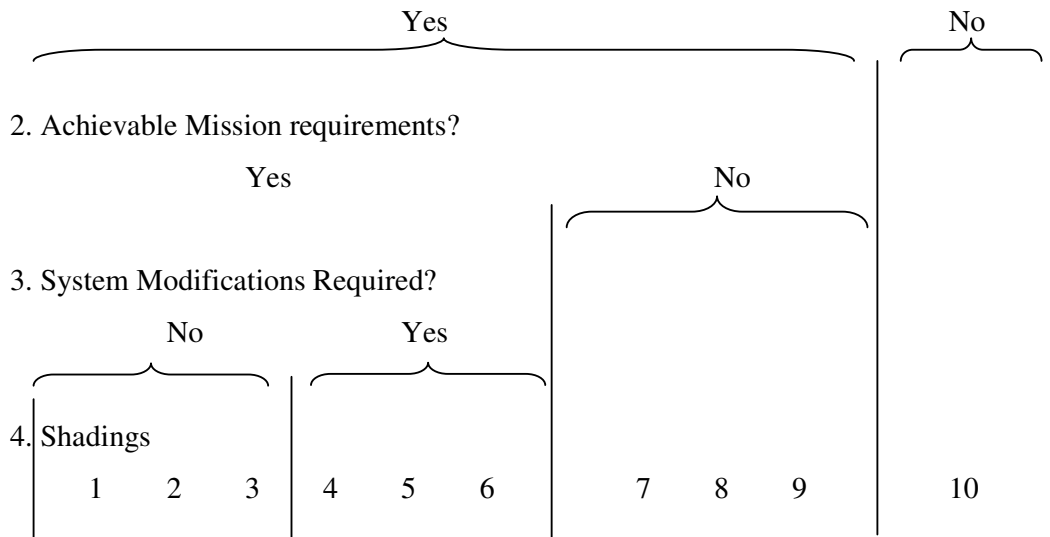 Yes No
2. Achievable Mission requirements?
Yes No
3. System Modifications Required?
No Yes
4. Shadings
1 2 3 4 5 6 7 8 9 10